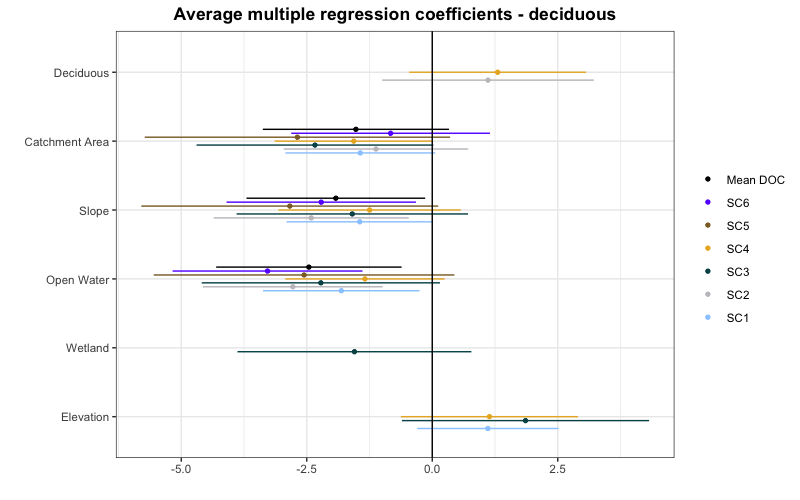 Average multiple regression coefficients - deciduous
Deciduous
Catchment Area
Slope
Open Water
Wetland
Elevation
-5.0
-2.5
0.0
2.5
Mean DOC
SC6
SC5
SC4
SC3
SC2
SC1